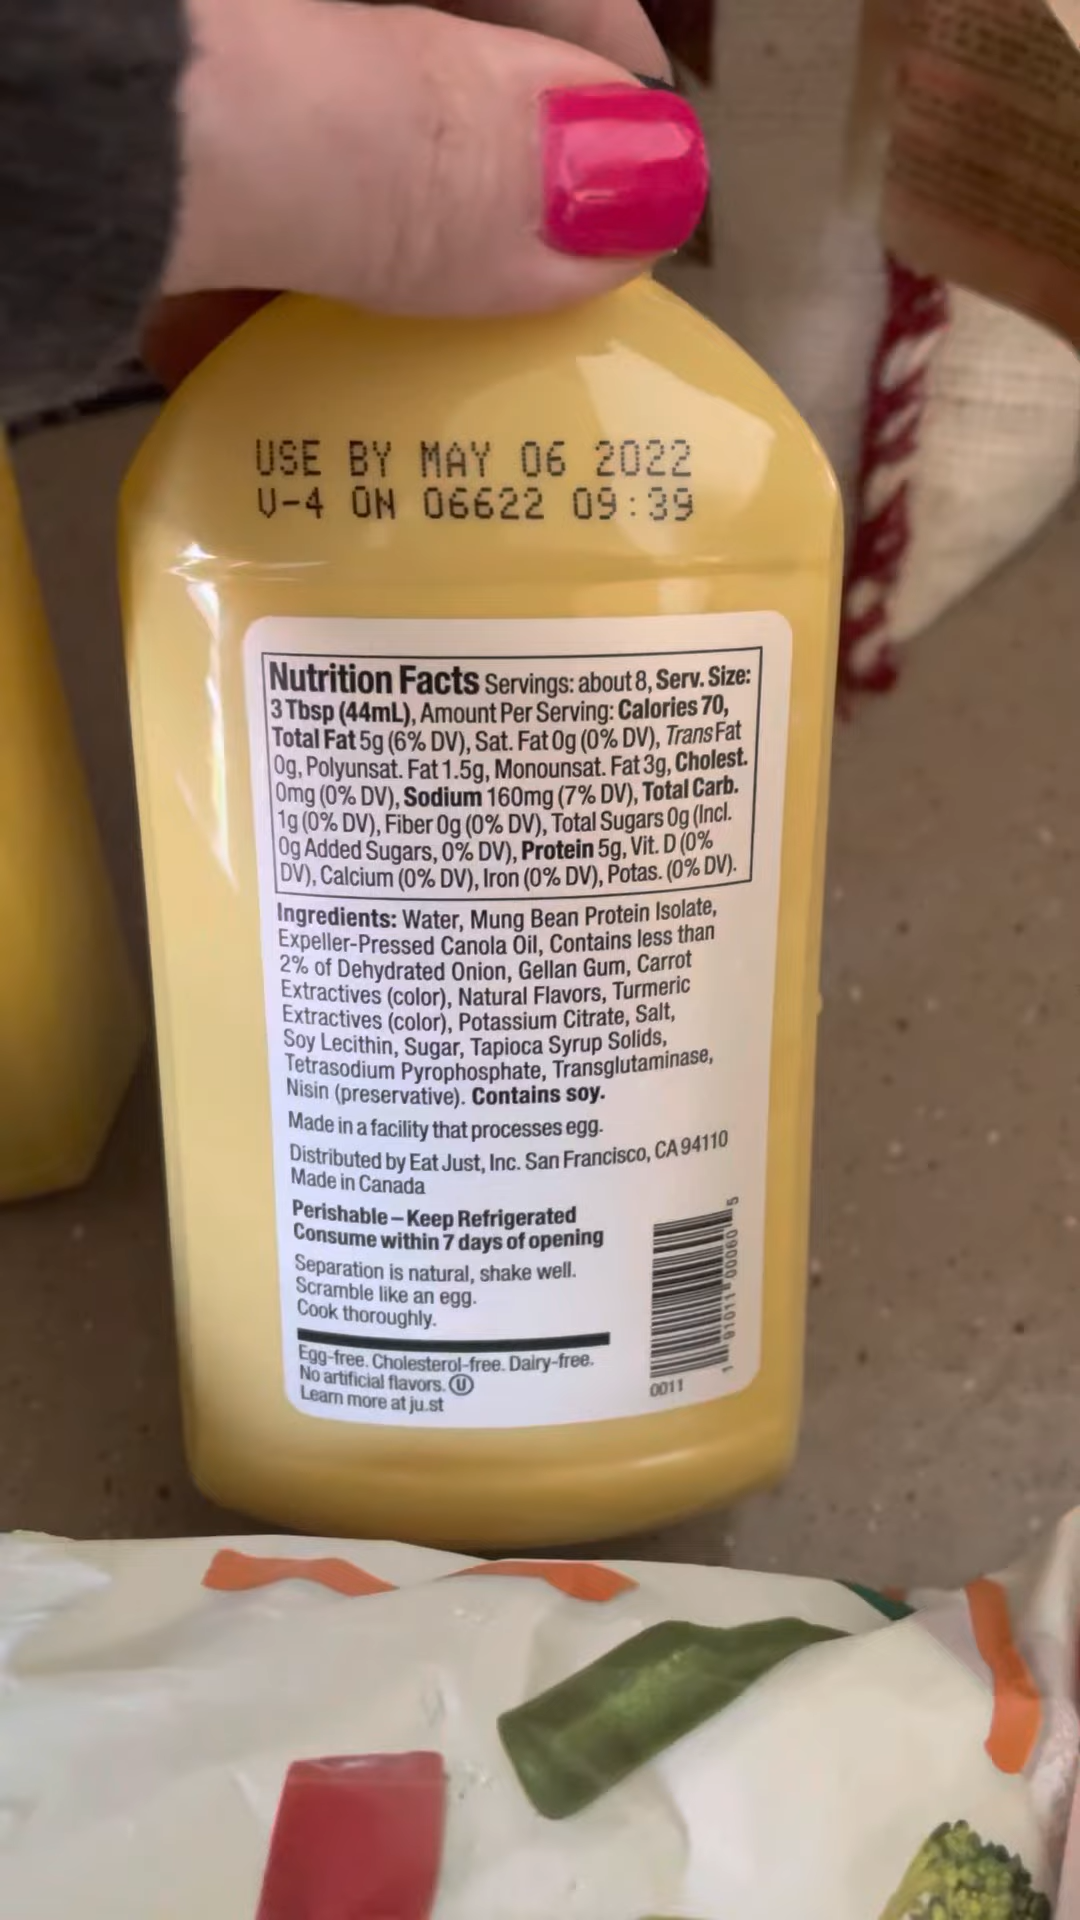 USE BY MAY 06 2022
V-4 ON 06622 09:39
Nutrition Facts Servings: about 8, Serv. Size:
3 Tbsp (44mL), Amount Per Serving: Calories 70,
Total Fat 5g (6% DV), Sat. Fat 0g (0% DV), Trans Fat
0g, Polyunsat. Fat 1.5g, Monounsat. Fat 3g, Cholest.
0mg (0% DV), Sodium 160mg (7% DV), Total Carb.
1g (0% DV), Fiber 0g (0% DV), Total Sugars 0g (Incl.
0g Added Sugars, 0% DV), Protein 5g, Vit. D (0%
DV), Calcium (0% DV), Iron (0% DV), Potas. (0% DV).
Ingredients: Water, Mung Bean Protein Isolate,
Expeller-Pressed Canola Oil, Contains less than
2% of Dehydrated Onion, Gellan Gum, Carrot
Extractives (color), Natural Flavors, Turmeric
Extractives (color), Potassium Citrate, Salt,
Soy Lecithin, Sugar, Tapioca Syrup Solids,
Tetrasodium Pyrophosphate, Transglutaminase,
Nisin (preservative). Contains soy.
Made in a facility that processes egg.
Distributed by Eat Just, Inc. San Francisco, CA 94110
Made in Canada
Perishable – Keep Refrigerated
Consume within 7 days of opening
Separation is natural, shake well.
Scramble like an egg.
Cook thoroughly.
Egg-free. Cholesterol-free. Dairy-free.
No artificial flavors. U
Learn more at ju.st
1 91011 00060 5
0011